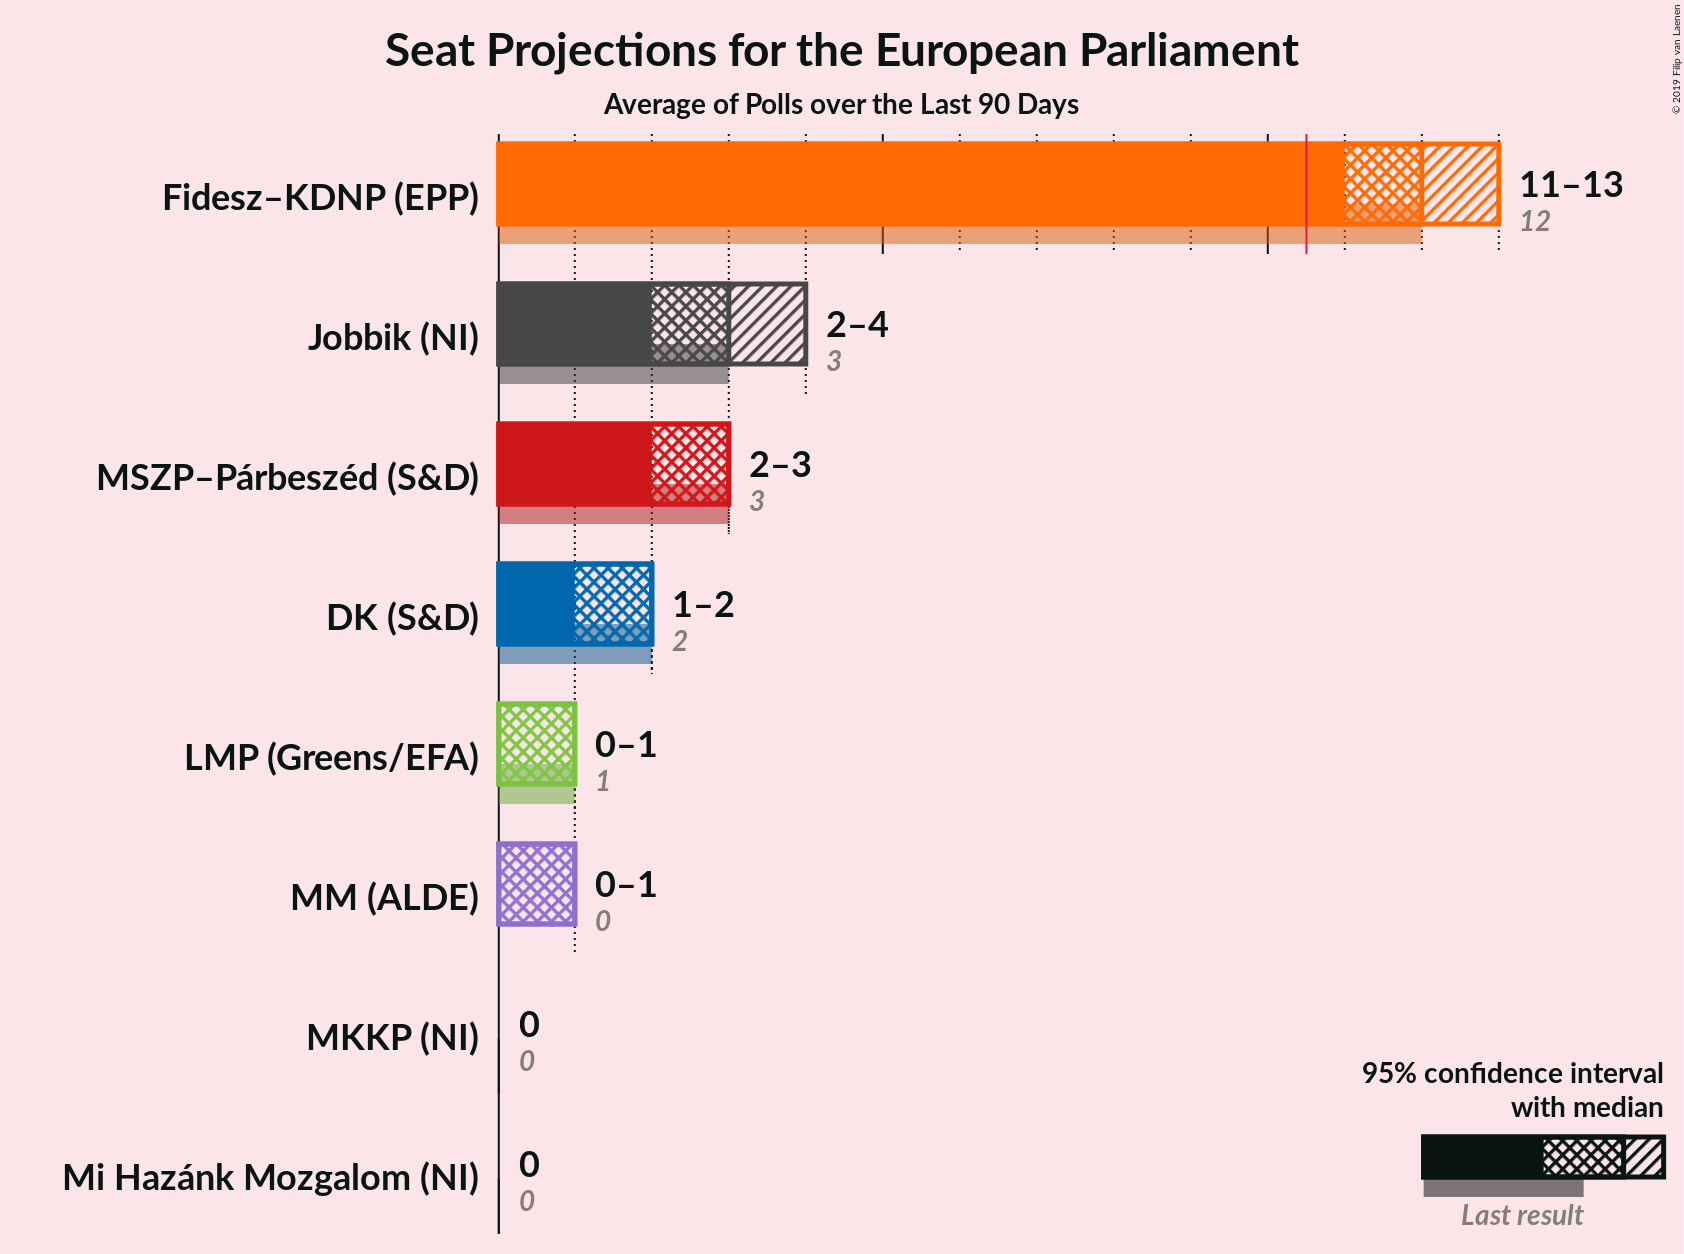 Seat Projections for the European Parliament
Average of Polls over the Last 90 Days
© 2019 Filip van Laenen
Fidesz–KDNP (EPP)
11–13
12
Jobbik (NI)
2–4
3
MSZP–Párbeszéd (S&D)
2–3
3
DK (S&D)
1–2
2
LMP (Greens/EFA)
0–1
1
MM (ALDE)
0–1
0
MKKP (NI)
0
0
Mi Hazánk Mozgalom (NI)
0
0
95% confidence interval
with median
Last result